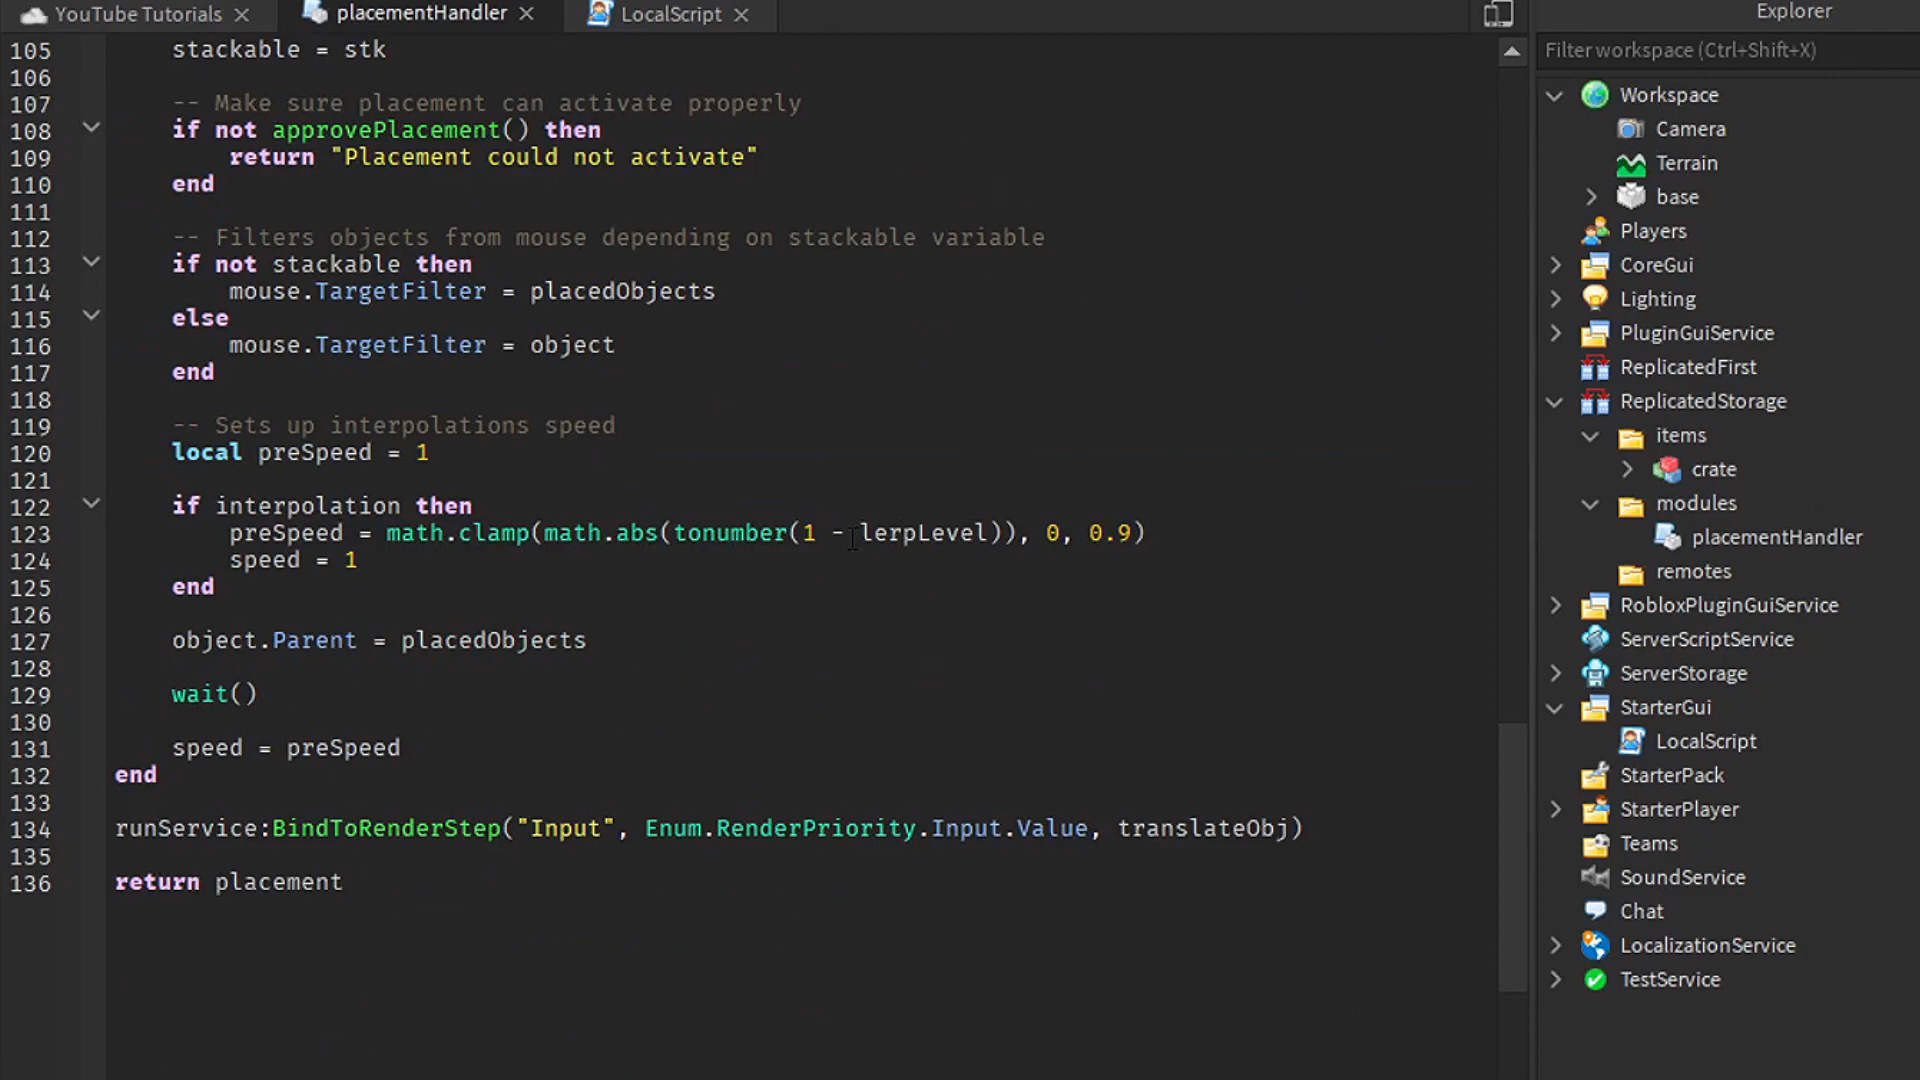 YouTube Tutorials
placementHandler
LocalScript
Explorer
Filter workspace (Ctrl+Shift+X)
105 stackable = stk
106
107 -- Make sure placement can activate properly
108 if not approvePlacement() then
109 return "Placement could not activate"
110 end
111
112 -- Filters objects from mouse depending on stackable variable
113 if not stackable then
114 mouse.TargetFilter = placedObjects
115 else
116 mouse.TargetFilter = object
117 end
118
119 -- Sets up interpolations speed
120 local preSpeed = 1
121
122 if interpolation then
123 preSpeed = math.clamp(math.abs(tonumber(1 - lerpLevel)), 0, 0.9)
124 speed = 1
125 end
126
127 object.Parent = placedObjects
128
129 wait()
130
131 speed = preSpeed
132 end
133
134 runService:BindToRenderStep("Input", Enum.RenderPriority.Input.Value, translateObj)
135
136 return placement
Workspace
Camera
Terrain
base
Players
CoreGui
Lighting
PluginGuiService
ReplicatedFirst
ReplicatedStorage
items
crate
modules
placementHandler
remotes
RobloxPluginGuiService
ServerScriptService
ServerStorage
StarterGui
LocalScript
StarterPack
StarterPlayer
Teams
SoundService
Chat
LocalizationService
TestService